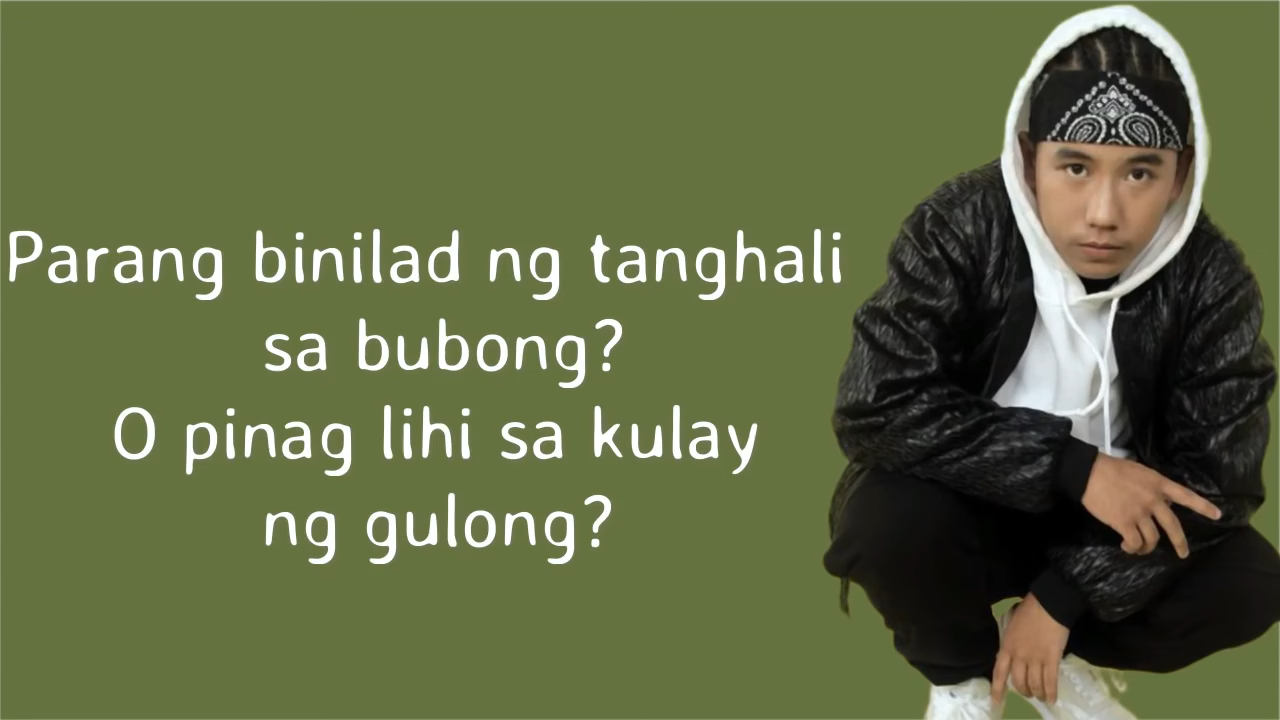 Parang binilad ng tanghali
sa bubong?
O pinag lihi sa kulay
ng gulong?